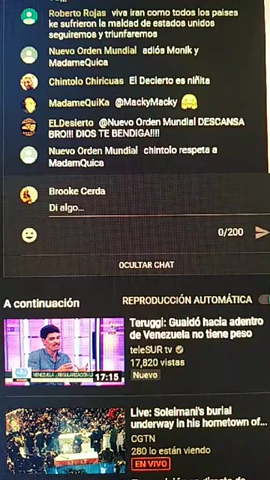 Roberto Rojas viva iran como todos los paises
ke sufrieron la maldad de estados unidos
seguiremos y triunfaremos
Nuevo Orden Mundial adiós Monik y
MadameQuica
Chintolo Chiricuas El Decierto es niñita
MadameQuiKa @MackyMacky
ELDesierto @Nuevo Orden Mundial DESCANSA
BRO!!! DIOS TE BENDIGA!!!!
Nuevo Orden Mundial chintolo respeta a
MadamQuica
Brooke Cerda
Di algo...
0/200
OCULTAR CHAT
A continuación
REPRODUCCIÓN AUTOMÁTICA
Teruggi: Guaidó hacia adentro
de Venezuela no tiene peso
teleSUR tv
17,820 vistas
Nuevo
17:15
Live: Soleimani's burial
underway in his hometown of...
CGTN
280 lo están viendo
EN VIVO